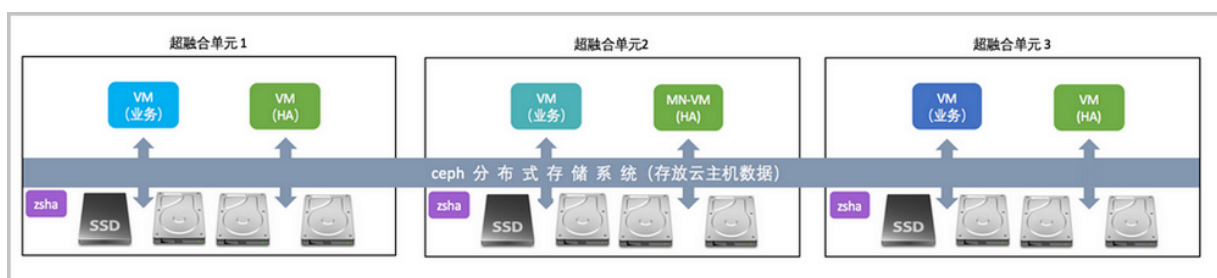 超融合单元 1
超融合单元2
超融合单元 3
VM
（业务）
VM
(HA)
VM
（业务）
MN-VM
(HA)
VM
（业务）
VM
(HA)
ceph 分 布 式 存 储 系 统（存放云主机数据）
zsha
SSD
zsha
SSD
zsha
SSD